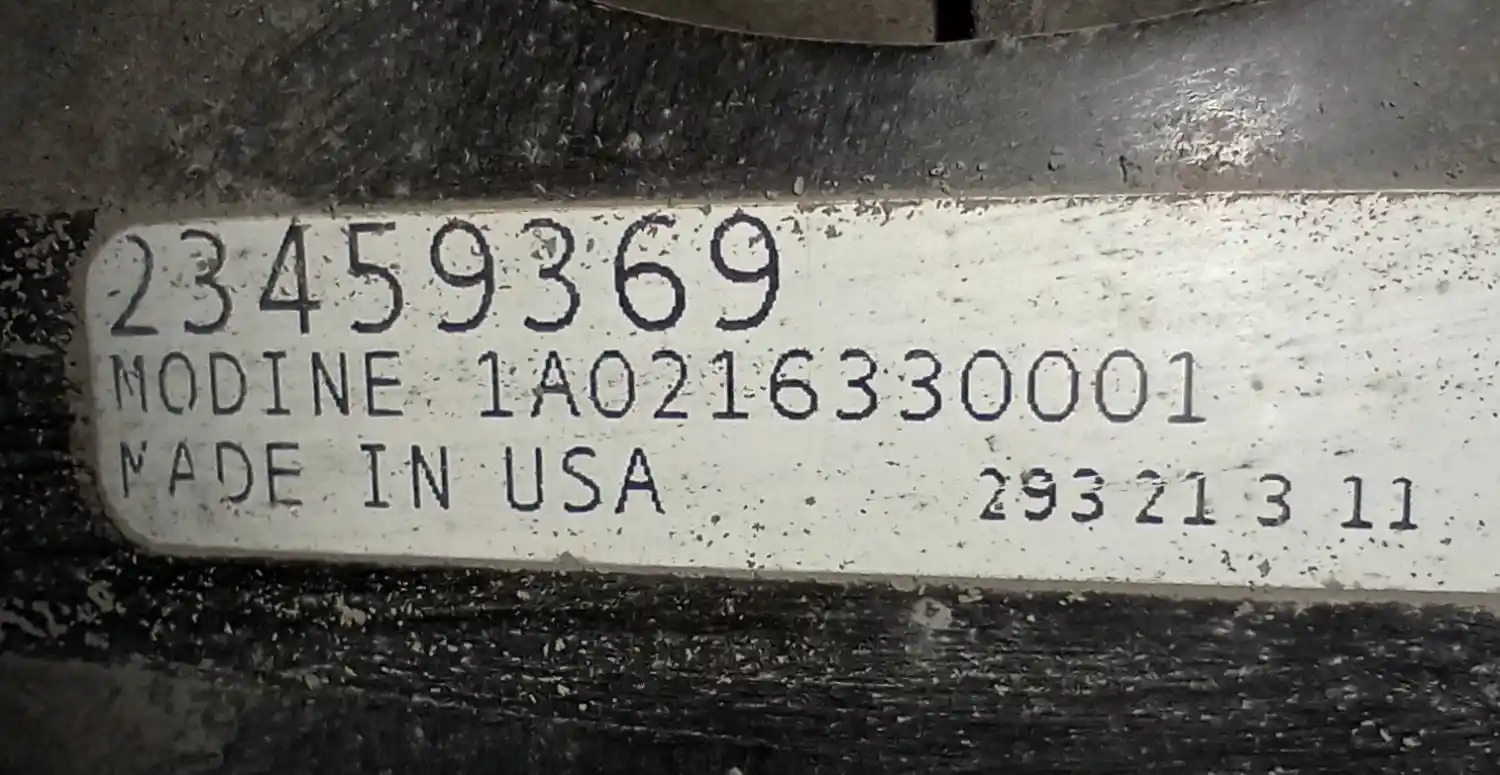 23459369
MODINE 1A0216330001
MADE IN USA 293 21 3 11